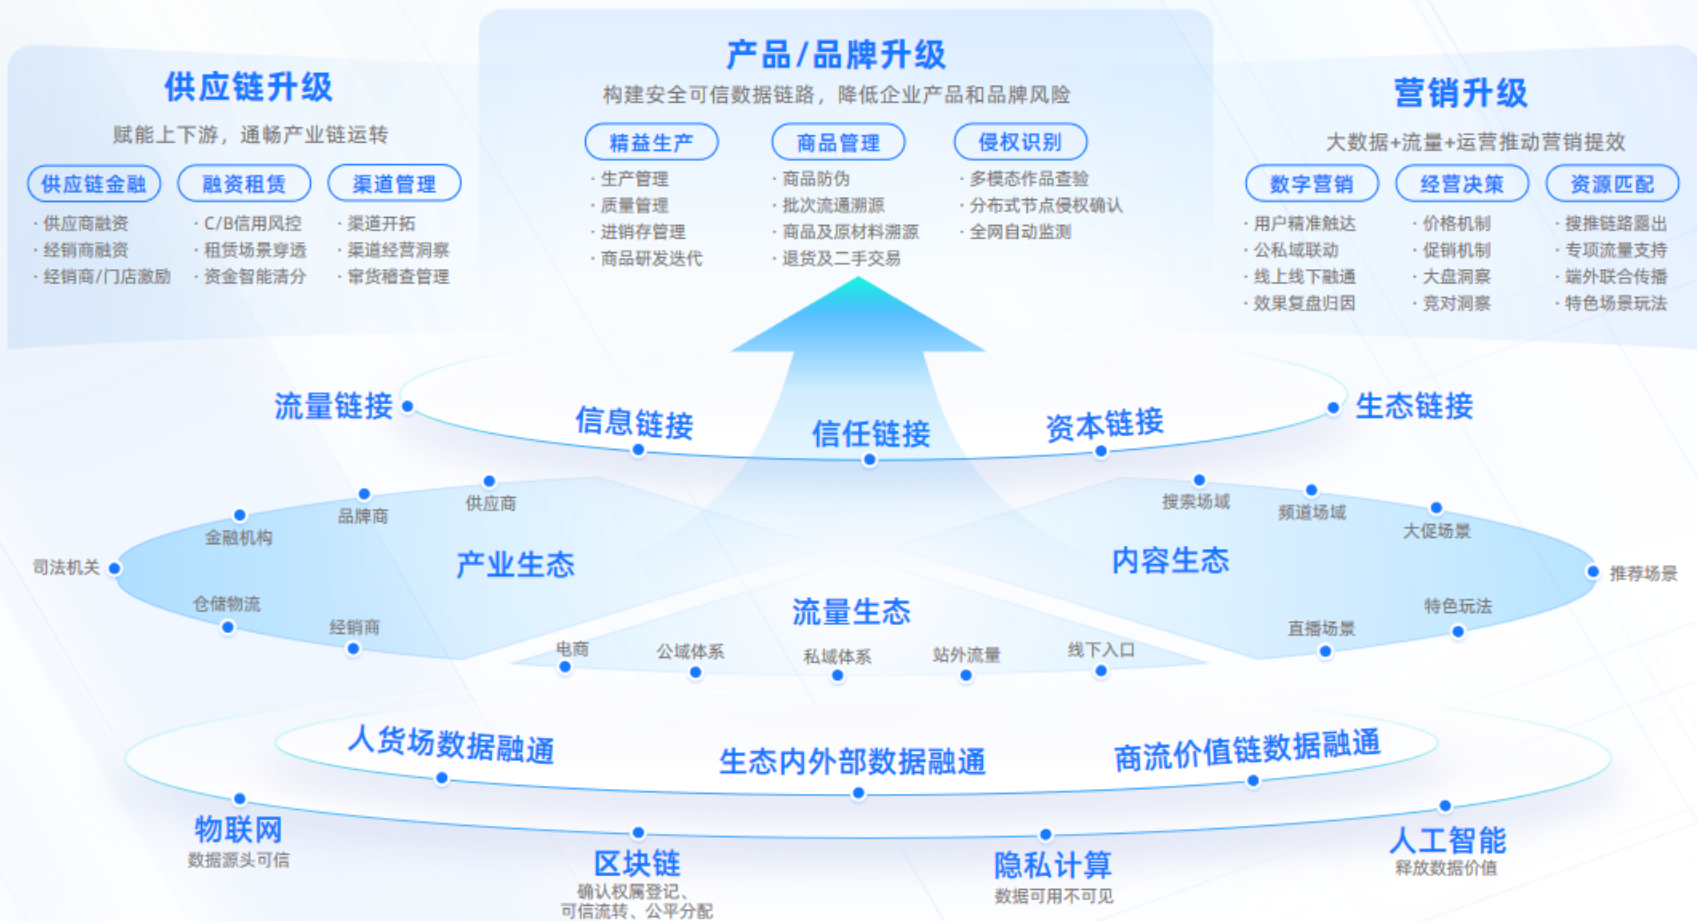 供应链升级
赋能上下游，通畅产业链运转
供应链金融
· 供应商融资
· 经销商融资
· 经销商/门店激励
融资租赁
· C/B信用风控
· 租赁场景穿透
· 资金智能清分
渠道管理
· 渠道开拓
· 渠道经营洞察
· 窜货稽查管理
产品/品牌升级
构建安全可信数据链路，降低企业产品和品牌风险
精益生产
· 生产管理
· 质量管理
· 进销存管理
· 商品研发迭代
商品管理
· 商品防伪
· 批次流通溯源
· 商品及原材料溯源
· 退货及二手交易
侵权识别
· 多模态作品查验
· 分布式节点侵权确认
· 全网自动监测
营销升级
大数据+流量+运营推动营销提效
数字营销
· 用户精准触达
· 公私域联动
· 线上线下融通
· 效果复盘归因
经营决策
· 价格机制
· 促销机制
· 大盘洞察
· 竞对洞察
资源匹配
· 搜推链路露出
· 专项流量支持
· 端外联合传播
· 特色场景玩法
流量链接
信息链接
信任链接
资本链接
生态链接
产业生态
供应商
品牌商
金融机构
司法机关
仓储物流
经销商
流量生态
电商
公域体系
私域体系
站外流量
线下入口
内容生态
搜索场域
频道场域
大促场景
推荐场景
特色玩法
直播场景
人货场数据融通
生态内外部数据融通
商流价值链数据融通
物联网
数据源头可信
区块链
确认权属登记、
可信流转、公平分配
隐私计算
数据可用不可见
人工智能
释放数据价值